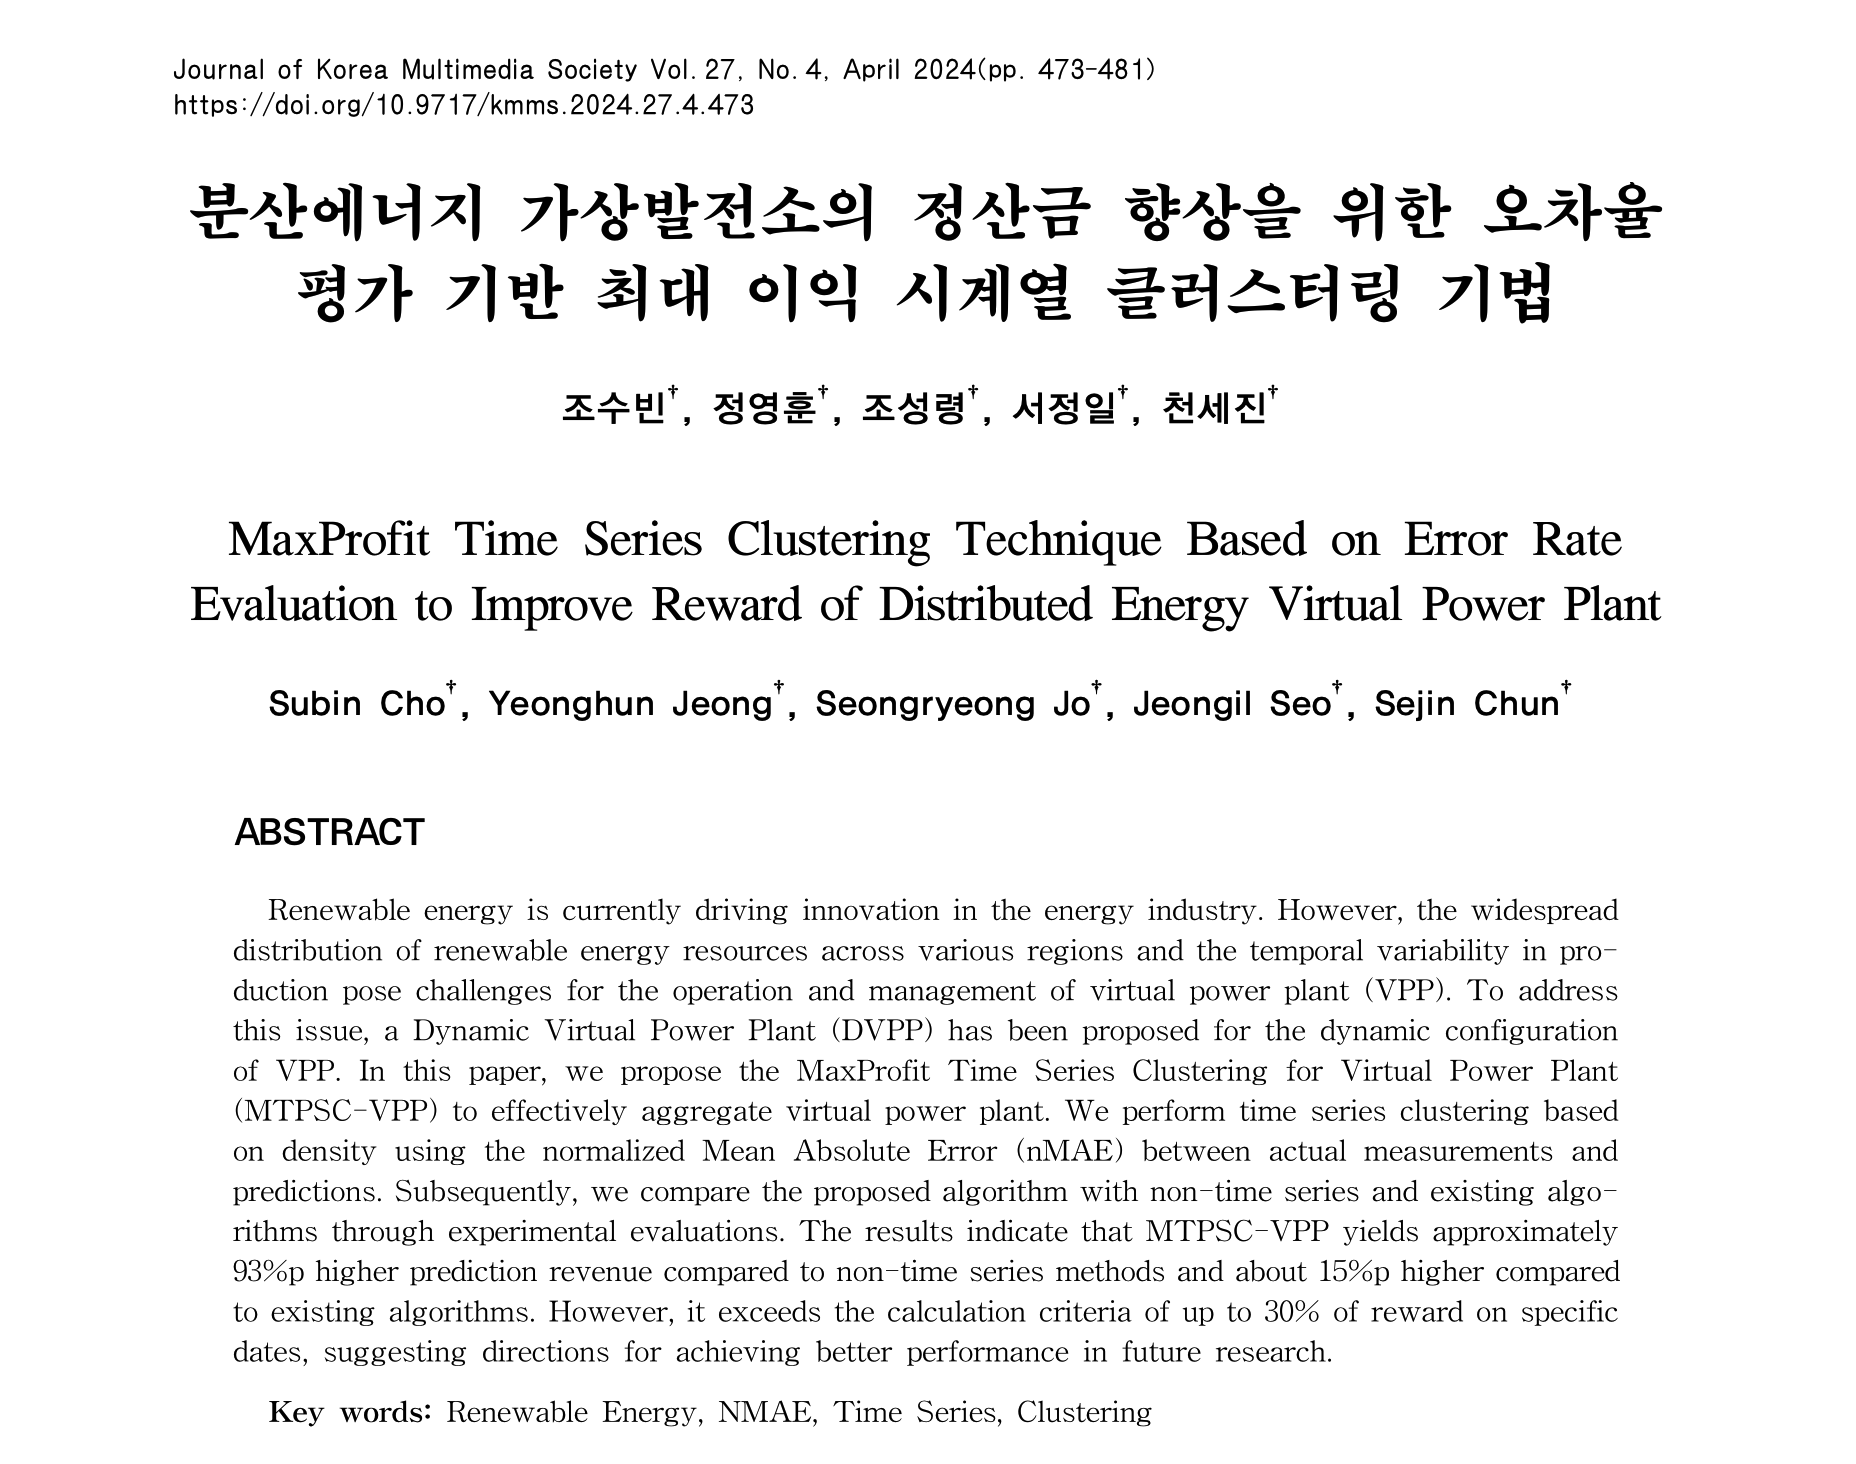 Journal of Korea Multimedia Society Vol. 27, No. 4, April 2024(pp. 473-481)
https://doi.org/10.9717/kmms.2024.27.4.473
분산에너지 가상발전소의 정산금 향상을 위한 오차율
평가 기반 최대 이익 시계열 클러스터링 기법
조수빈†, 정영훈†, 조성령†, 서정일†, 천세진†
MaxProfit Time Series Clustering Technique Based on Error Rate
Evaluation to Improve Reward of Distributed Energy Virtual Power Plant
Subin Cho†, Yeonghun Jeong†, Seongryeong Jo†, Jeongil Seo†, Sejin Chun†
ABSTRACT
Renewable energy is currently driving innovation in the energy industry. However, the widespread
distribution of renewable energy resources across various regions and the temporal variability in pro-
duction pose challenges for the operation and management of virtual power plant (VPP). To address
this issue, a Dynamic Virtual Power Plant (DVPP) has been proposed for the dynamic configuration
of VPP. In this paper, we propose the MaxProfit Time Series Clustering for Virtual Power Plant
(MTPSC-VPP) to effectively aggregate virtual power plant. We perform time series clustering based
on density using the normalized Mean Absolute Error (nMAE) between actual measurements and
predictions. Subsequently, we compare the proposed algorithm with non-time series and existing algo-
rithms through experimental evaluations. The results indicate that MTPSC-VPP yields approximately
93%p higher prediction revenue compared to non-time series methods and about 15%p higher compared
to existing algorithms. However, it exceeds the calculation criteria of up to 30% of reward on specific
dates, suggesting directions for achieving better performance in future research.
Key words: Renewable Energy, NMAE, Time Series, Clustering